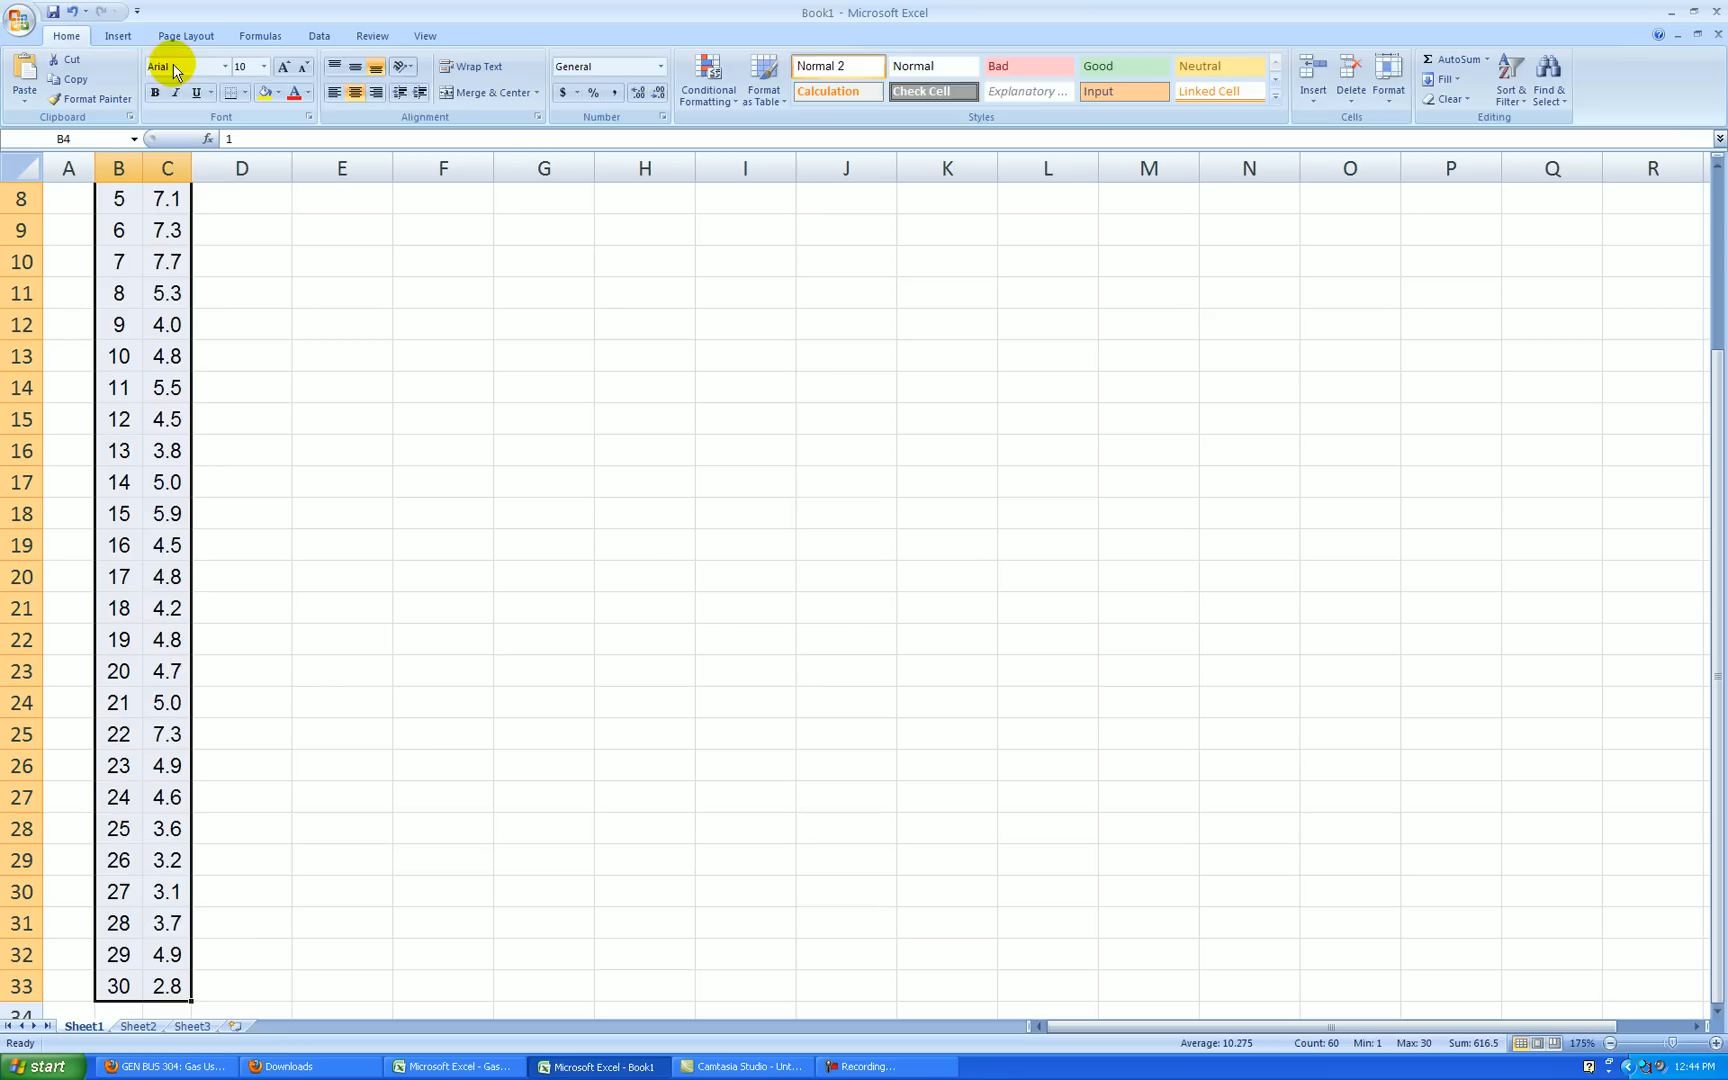 Book1 - Microsoft Excel
Home Insert Page Layout Formulas Data Review View
Paste
Cut
Copy
Format Painter
Clipboard
Arial 10
B I U
Font
Wrap Text
Merge & Center
Alignment
General
$ % ,
Number
Conditional Formatting
Format as Table
Normal 2 Normal Bad Good Neutral
Calculation Check Cell Explanatory ... Input Linked Cell
Styles
Insert Delete Format
Cells
Σ AutoSum
Fill
Clear
Sort & Filter
Find & Select
Editing
B4 fx 1
A B C D E F G H I J K L M N O P Q R
8 5 7.1
9 6 7.3
10 7 7.7
11 8 5.3
12 9 4.0
13 10 4.8
14 11 5.5
15 12 4.5
16 13 3.8
17 14 5.0
18 15 5.9
19 16 4.5
20 17 4.8
21 18 4.2
22 19 4.8
23 20 4.7
24 21 5.0
25 22 7.3
26 23 4.9
27 24 4.6
28 25 3.6
29 26 3.2
30 27 3.1
31 28 3.7
32 29 4.9
33 30 2.8
34
Sheet1 Sheet2 Sheet3
Ready Average: 10.275 Count: 60 Min: 1 Max: 30 Sum: 616.5 175%
start GEN BUS 304: Gas Us... Downloads Microsoft Excel - Gas... Microsoft Excel - Book1 Camtasia Studio - Unt... Recording... 12:44 PM